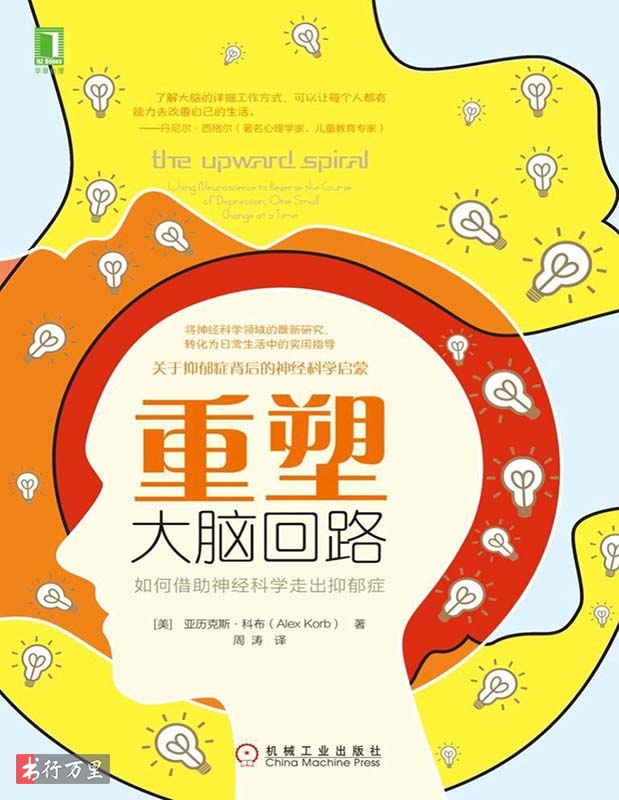 HZ Books
华章心理
了解大脑的详细工作方式，可以让每个人都有
能力去改善自己的生活。
——丹尼尔·西格尔（著名心理学家、儿童教育专家）
the upward spiral
Using Neuroscience to Reverse the Course
of Depression, One Small
Change at a Time
将神经科学领域的最新研究，
转化为日常生活中的实用指导
关于抑郁症背后的神经科学启蒙
重塑
大脑回路
如何借助神经科学走出抑郁症
[美] 亚历克斯·科布（Alex Korb） 著
周涛 译
机械工业出版社
China Machine Press
书行万里